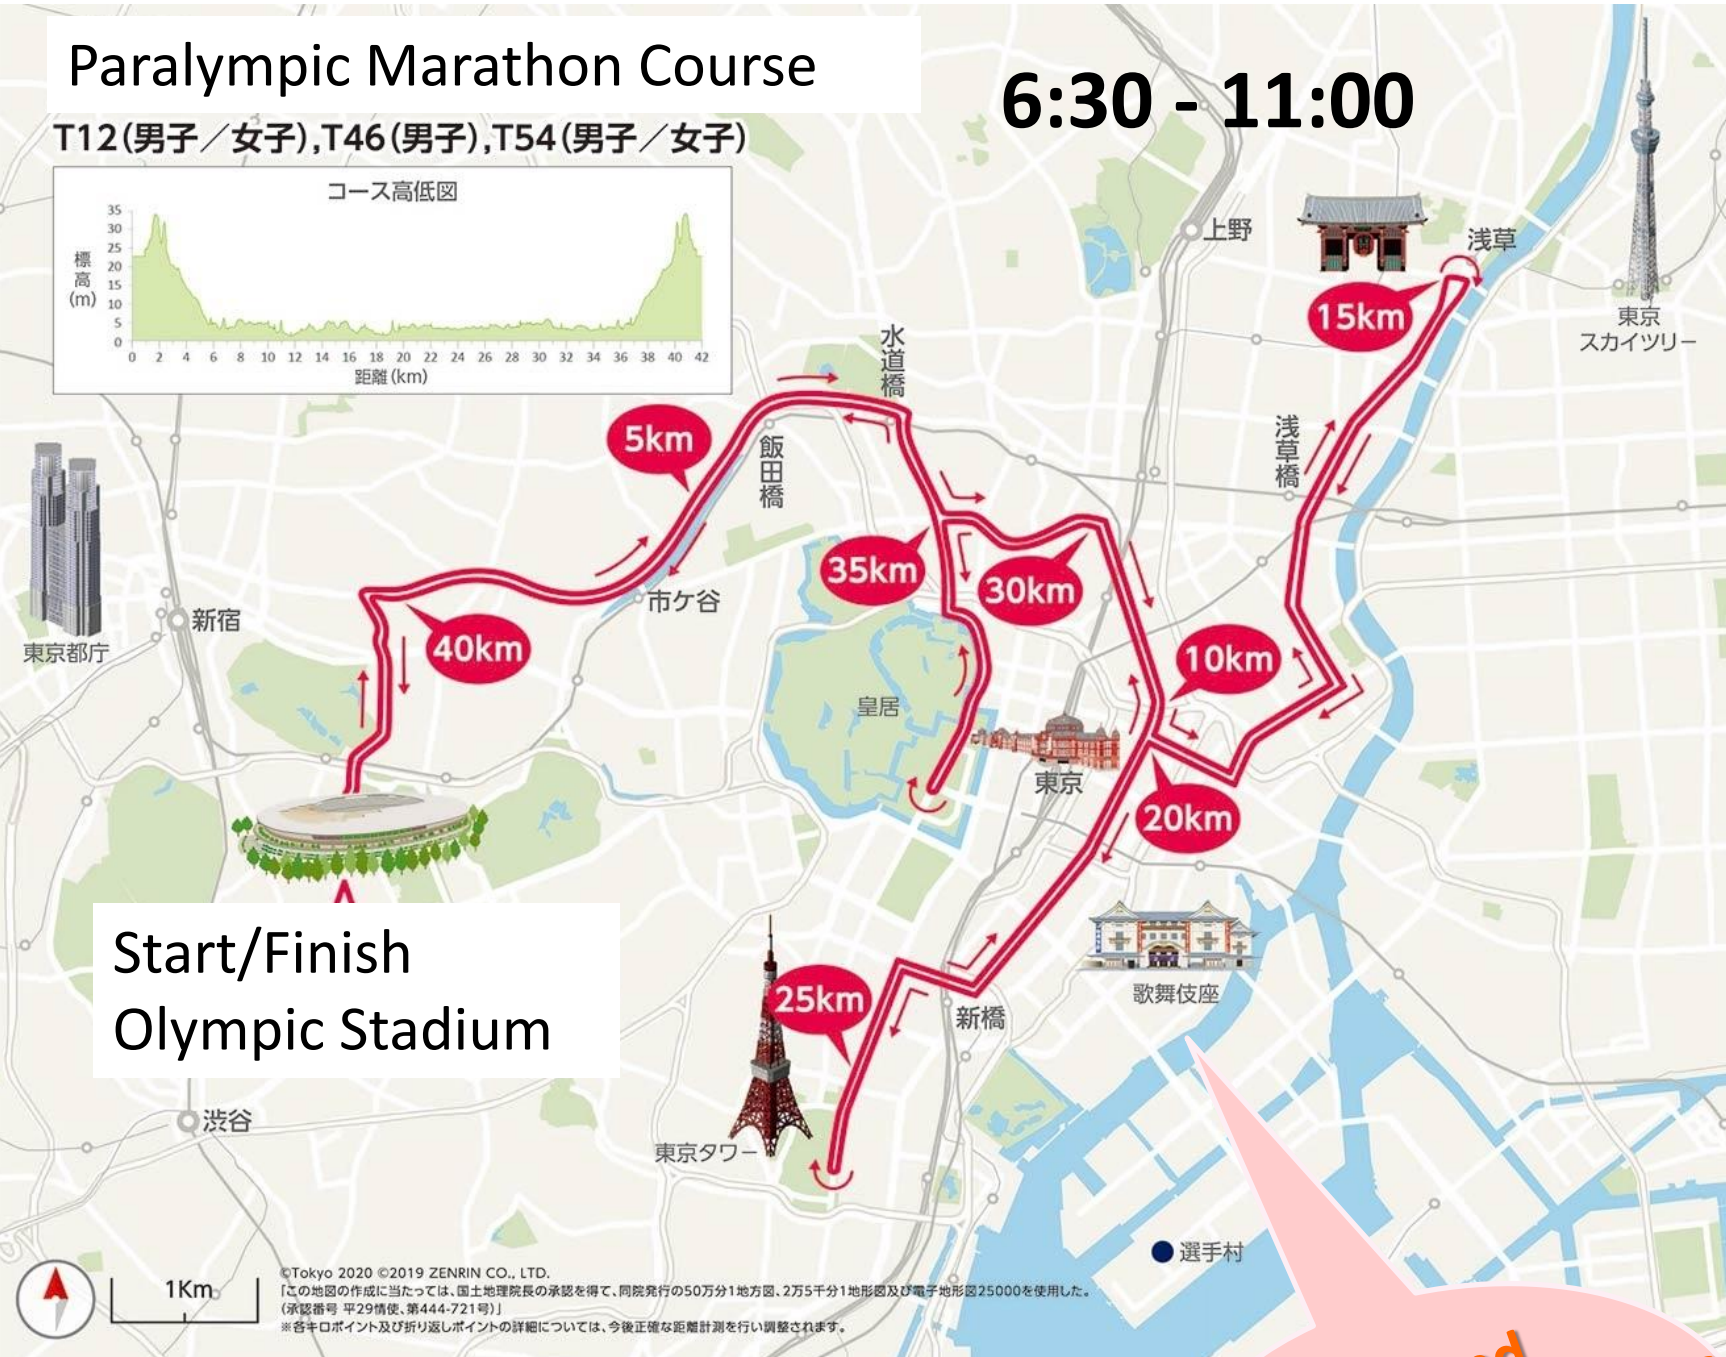 Paralympic Marathon Course
6:30 - 11:00
T12(男子／女子),T46(男子),T54(男子／女子)
コース高低図
標高(m)
35
30
25
20
15
10
5
0
0 2 4 6 8 10 12 14 16 18 20 22 24 26 28 30 32 34 36 38 40 42
距離(km)
上野
浅草
15km
東京
スカイツリー
水道橋
5km
飯田橋
浅草橋
35km
30km
市ケ谷
新宿
東京都庁
40km
10km
皇居
東京
20km
Start/Finish
Olympic Stadium
25km
新橋
歌舞伎座
渋谷
東京タワー
選手村
1Km
©Tokyo 2020 ©2019 ZENRIN CO., LTD.
「この地図の作成に当たっては、国土地理院長の承認を得て、同院発行の50万分1地方図、2万5千分1地形図及び電子地形図25000を使用した。
(承認番号 平29情使、第444-721号)」
※各キロポイント及び折り返しポイントの詳細については、今後正確な距離計測を行い調整されます。